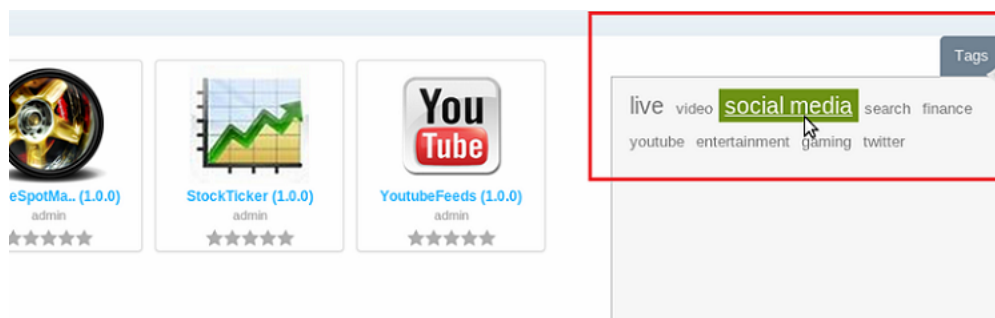 Tags
live video social media search finance
youtube entertainment gaming twitter
You
Tube
eSpotMa.. (1.0.0)
admin
StockTicker (1.0.0)
admin
YoutubeFeeds (1.0.0)
admin